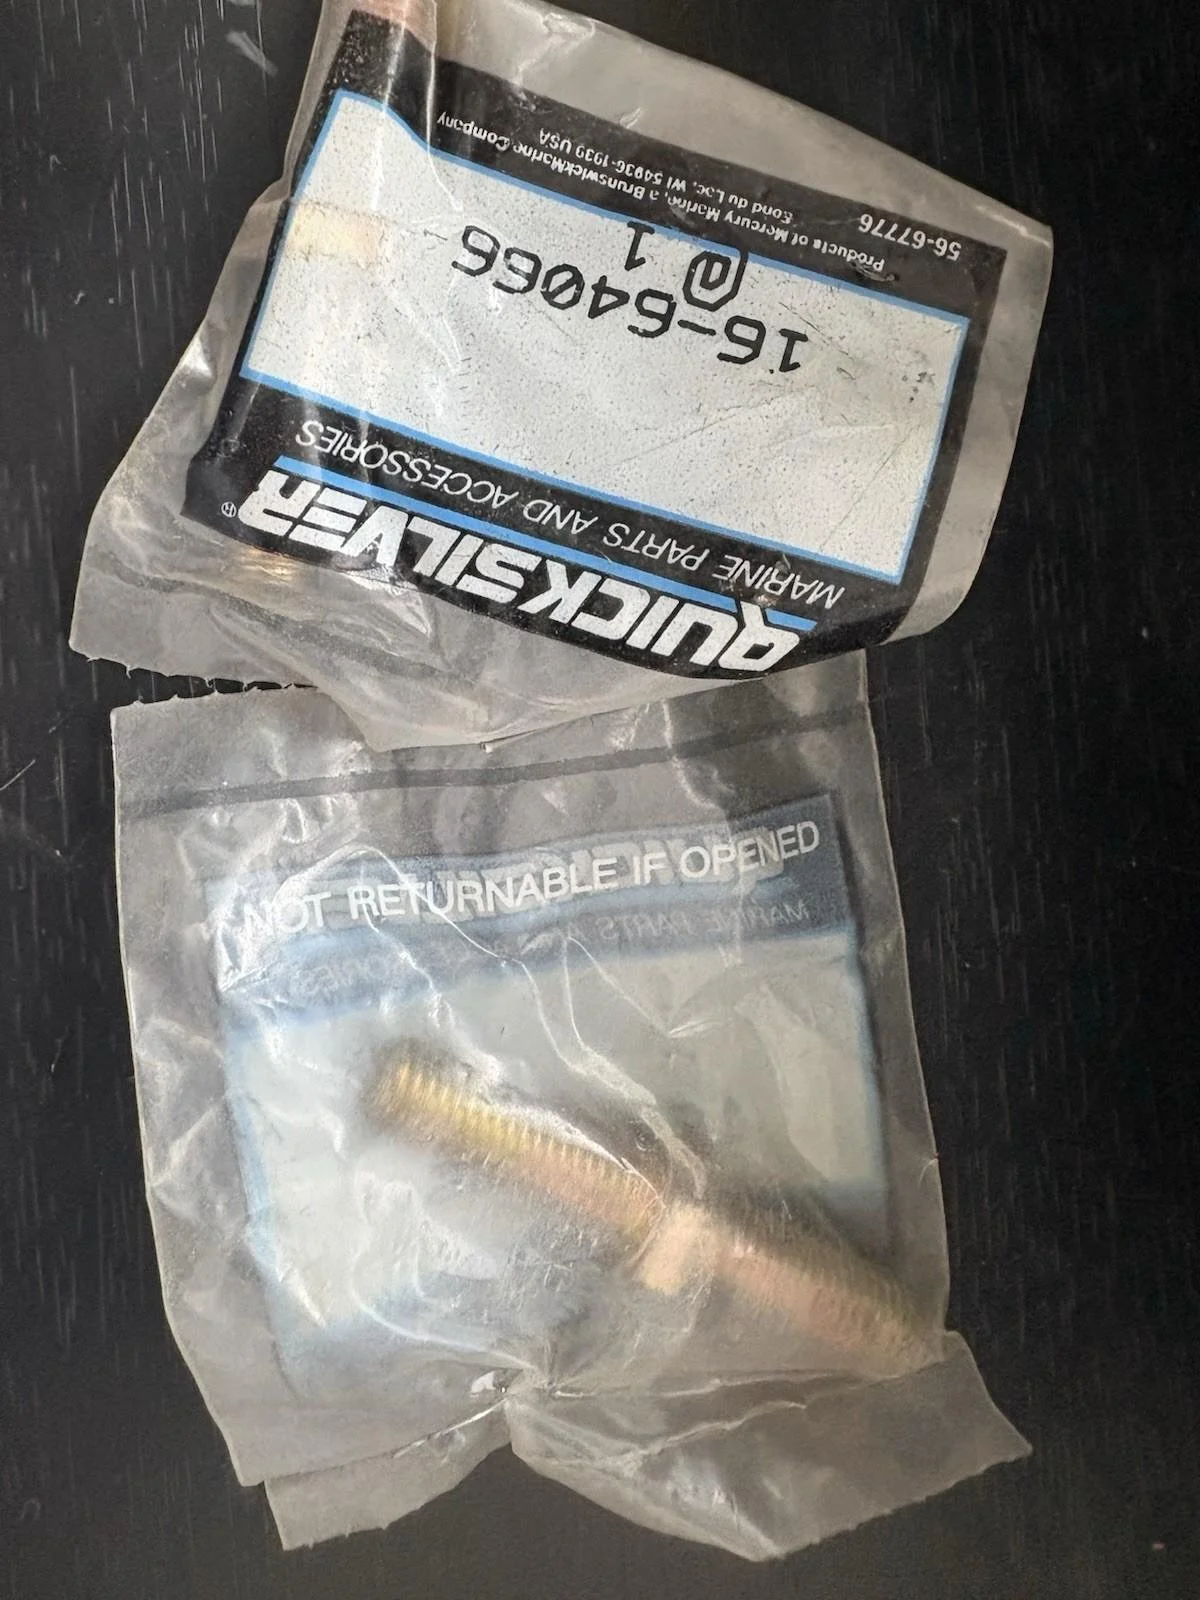 QUICKSILVER®
MARINE PARTS AND ACCESSORIES
16-64066
@ 1
Products of Mercury Marine, a Brunswick Marine Company
Fond du Lac, WI 54936-1939 USA
56-67776
NOT RETURNABLE IF OPENED